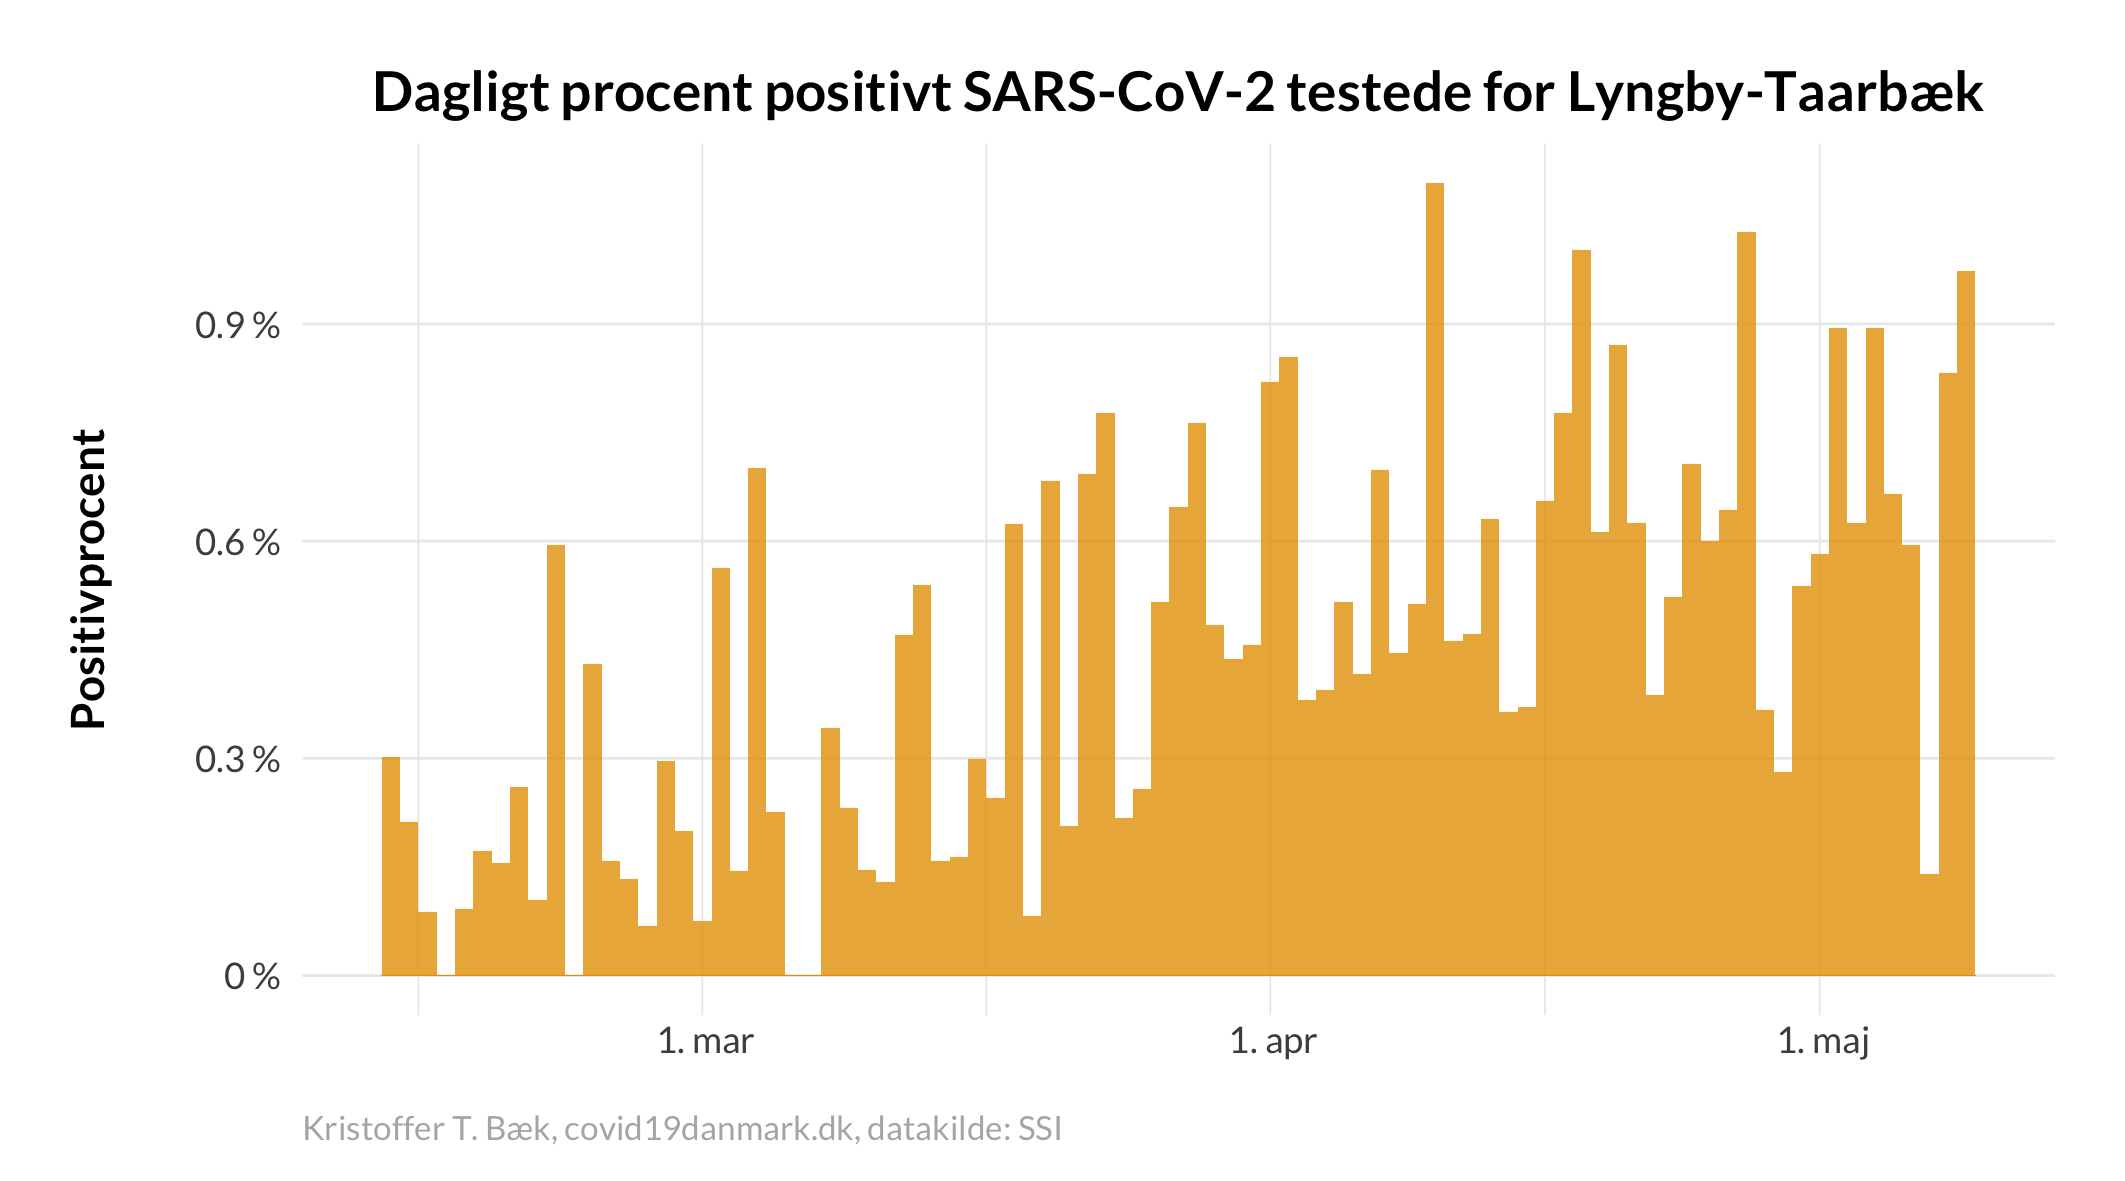 Dagligt procent positivt SARS-CoV-2 testede for Lyngby-Taarbæk
Positivprocent
0.9 %
0.6 %
0.3 %
0 %
1. mar
1. apr
1. maj
Kristoffer T. Bæk, covid19danmark.dk, datakilde: SSI